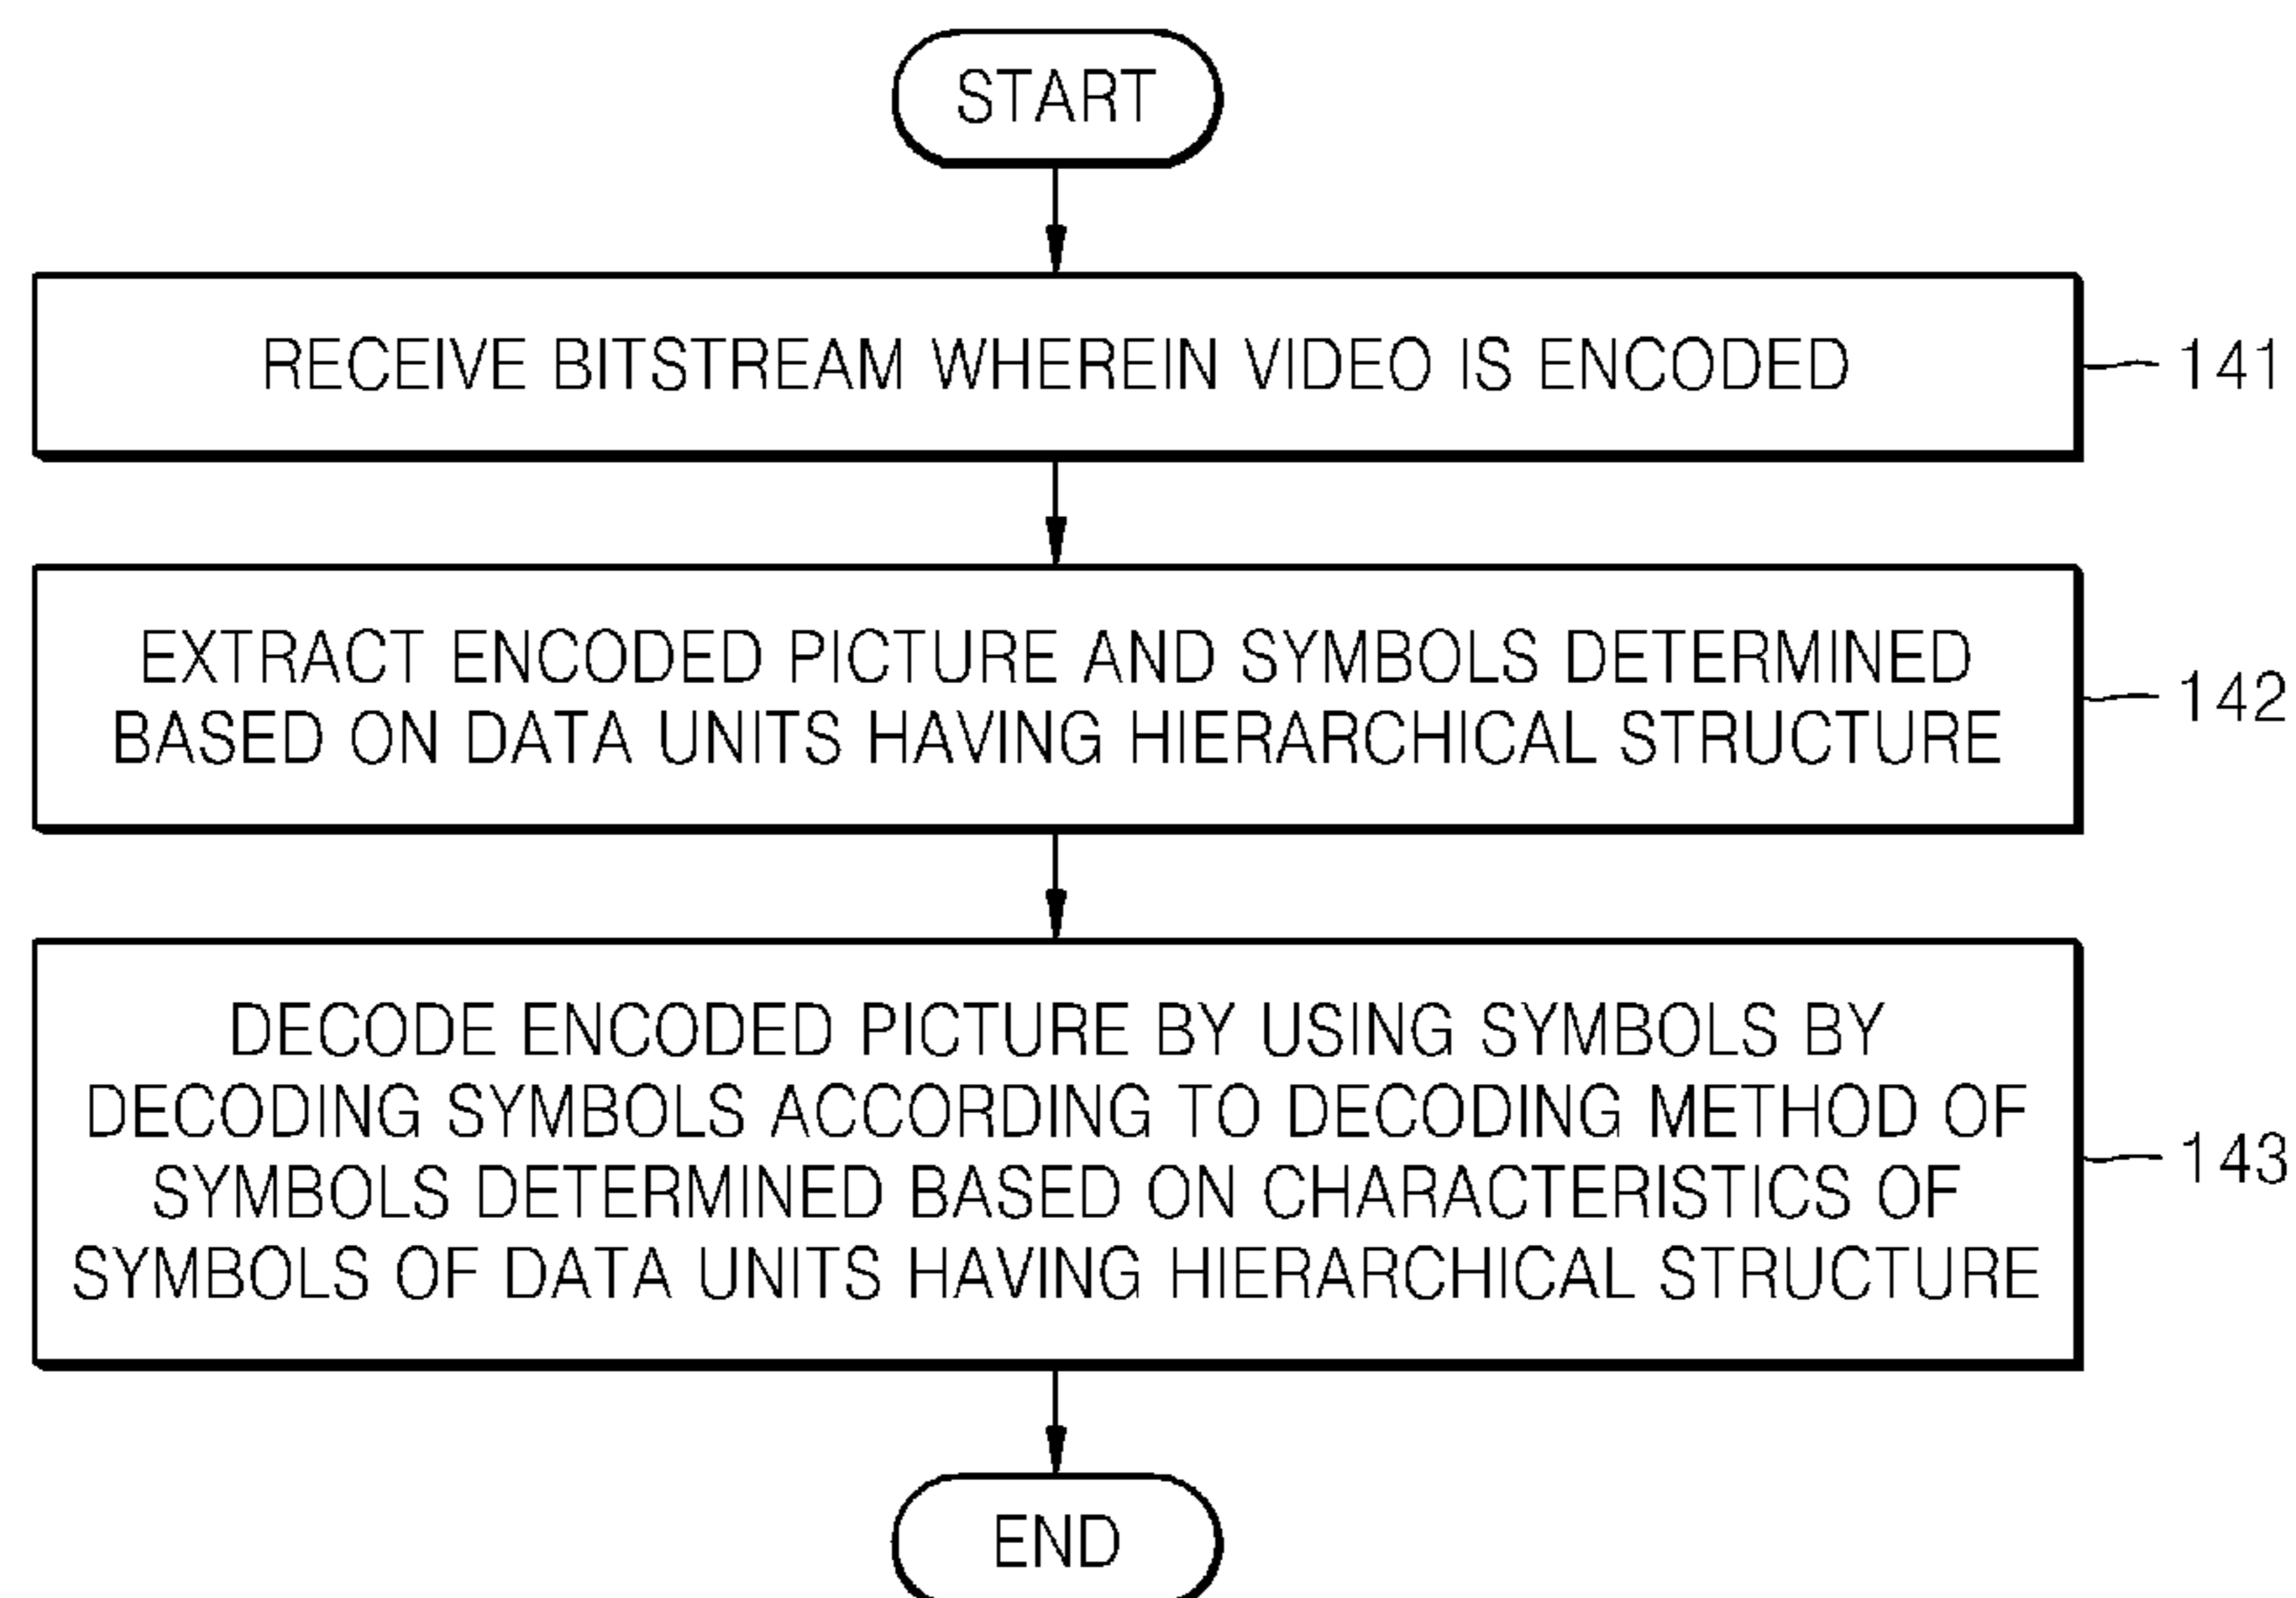 START
RECEIVE BITSTREAM WHEREIN VIDEO IS ENCODED
141
EXTRACT ENCODED PICTURE AND SYMBOLS DETERMINED
BASED ON DATA UNITS HAVING HIERARCHICAL STRUCTURE
142
DECODE ENCODED PICTURE BY USING SYMBOLS BY
DECODING SYMBOLS ACCORDING TO DECODING METHOD OF
SYMBOLS DETERMINED BASED ON CHARACTERISTICS OF
SYMBOLS OF DATA UNITS HAVING HIERARCHICAL STRUCTURE
143
END